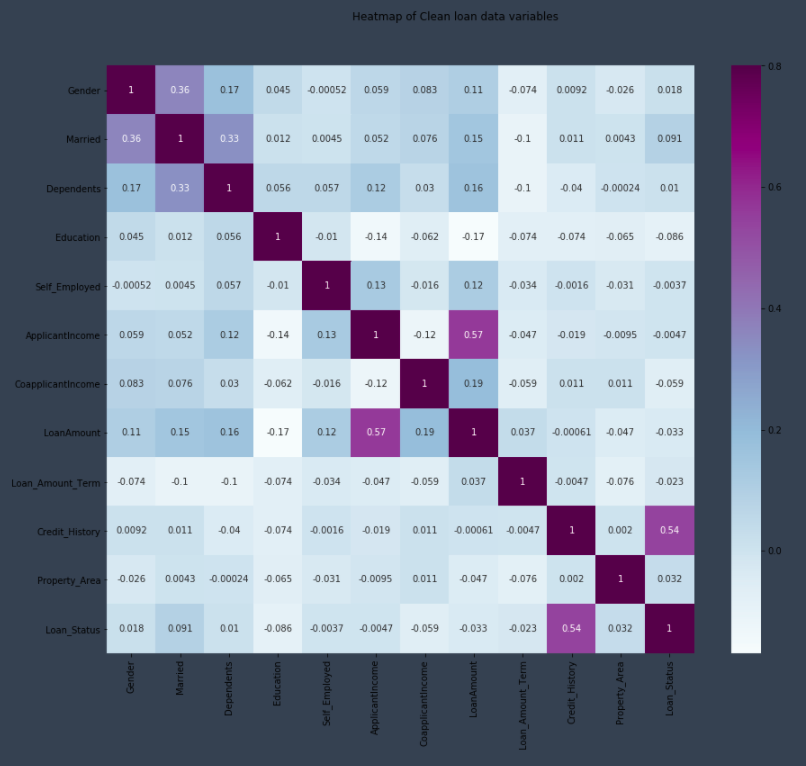 Heatmap of Clean loan data variables
Gender 1 0.36 0.17 0.045 -0.00052 0.059 0.083 0.11 -0.074 0.0092 -0.026 0.018
Married 0.36 1 0.33 0.012 0.0045 0.052 0.076 0.15 -0.1 0.011 0.0043 0.091
Dependents 0.17 0.33 1 0.056 0.057 0.12 0.03 0.16 -0.1 -0.04 -0.00024 0.01
Education 0.045 0.012 0.056 1 -0.01 -0.14 -0.062 -0.17 -0.074 -0.074 -0.065 -0.086
Self_Employed -0.00052 0.0045 0.057 -0.01 1 0.13 -0.016 0.12 -0.034 -0.0016 -0.031 -0.0037
ApplicantIncome 0.059 0.052 0.12 -0.14 0.13 1 -0.12 0.57 -0.047 -0.019 -0.0095 -0.0047
CoapplicantIncome 0.083 0.076 0.03 -0.062 -0.016 -0.12 1 0.19 -0.059 0.011 0.011 -0.059
LoanAmount 0.11 0.15 0.16 -0.17 0.12 0.57 0.19 1 0.037 -0.00061 -0.047 -0.033
Loan_Amount_Term -0.074 -0.1 -0.1 -0.074 -0.034 -0.047 -0.059 0.037 1 -0.0047 -0.076 -0.023
Credit_History 0.0092 0.011 -0.04 -0.074 -0.0016 -0.019 0.011 -0.00061 -0.0047 1 0.002 0.54
Property_Area -0.026 0.0043 -0.00024 -0.065 -0.031 -0.0095 0.011 -0.047 -0.076 0.002 1 0.032
Loan_Status 0.018 0.091 0.01 -0.086 -0.0037 -0.0047 -0.059 -0.033 -0.023 0.54 0.032 1
Gender Married Dependents Education Self_Employed ApplicantIncome CoapplicantIncome LoanAmount Loan_Amount_Term Credit_History Property_Area Loan_Status
0.8
0.6
0.4
0.2
0.0